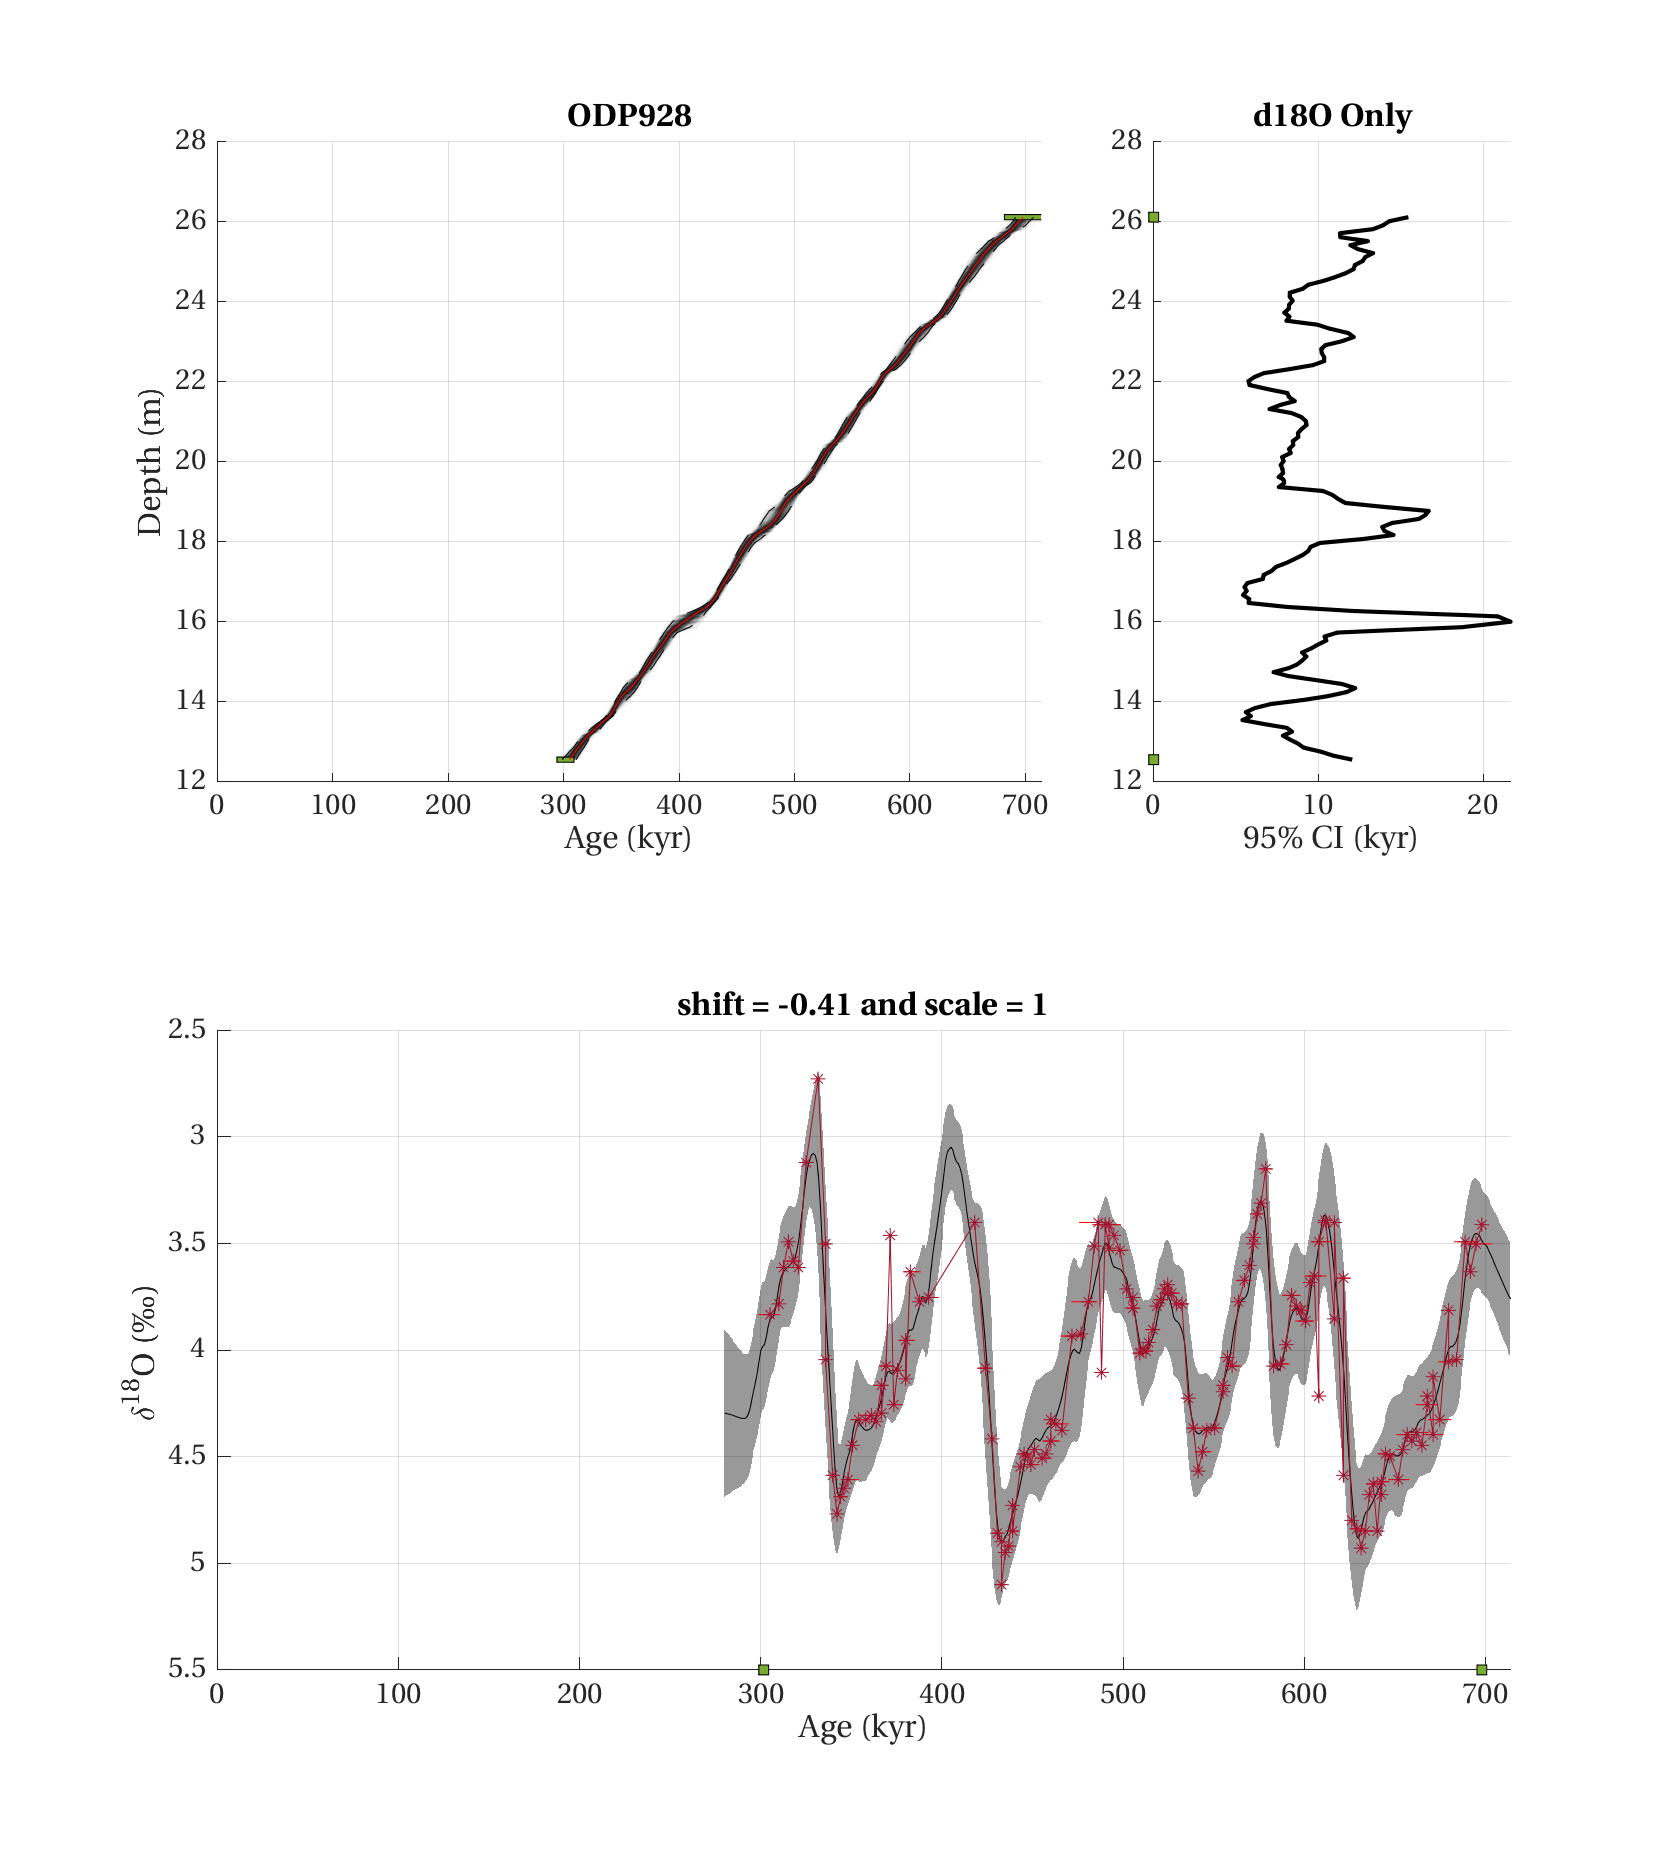 ODP928
28
26
24
22
20
18
16
14
12
Depth (m)
0 100 200 300 400 500 600 700
Age (kyr)
d18O Only
28
26
24
22
20
18
16
14
12
0 10 20
95% CI (kyr)
shift = -0.41 and scale = 1
2.5
3
3.5
4
4.5
5
5.5
δ¹⁸O (‰)
0 100 200 300 400 500 600 700
Age (kyr)